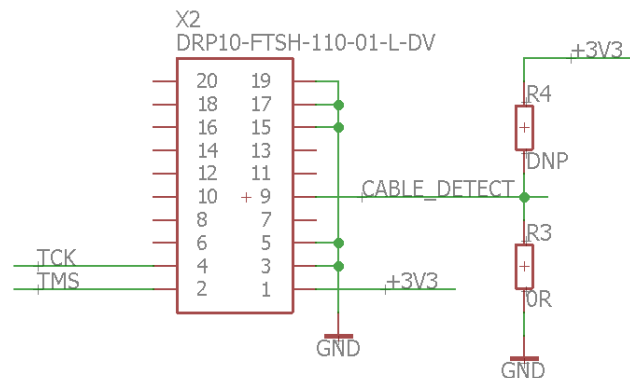 X2
DRP10-FTSH-110-01-L-DV
+3V3
20 19
18 17
16 15
14 13
12 11
10 9
8 7
6 5
4 3
2 1
R4
DNP
CABLE_DETECT
R3
0R
TCK
TMS
+3V3
GND
GND